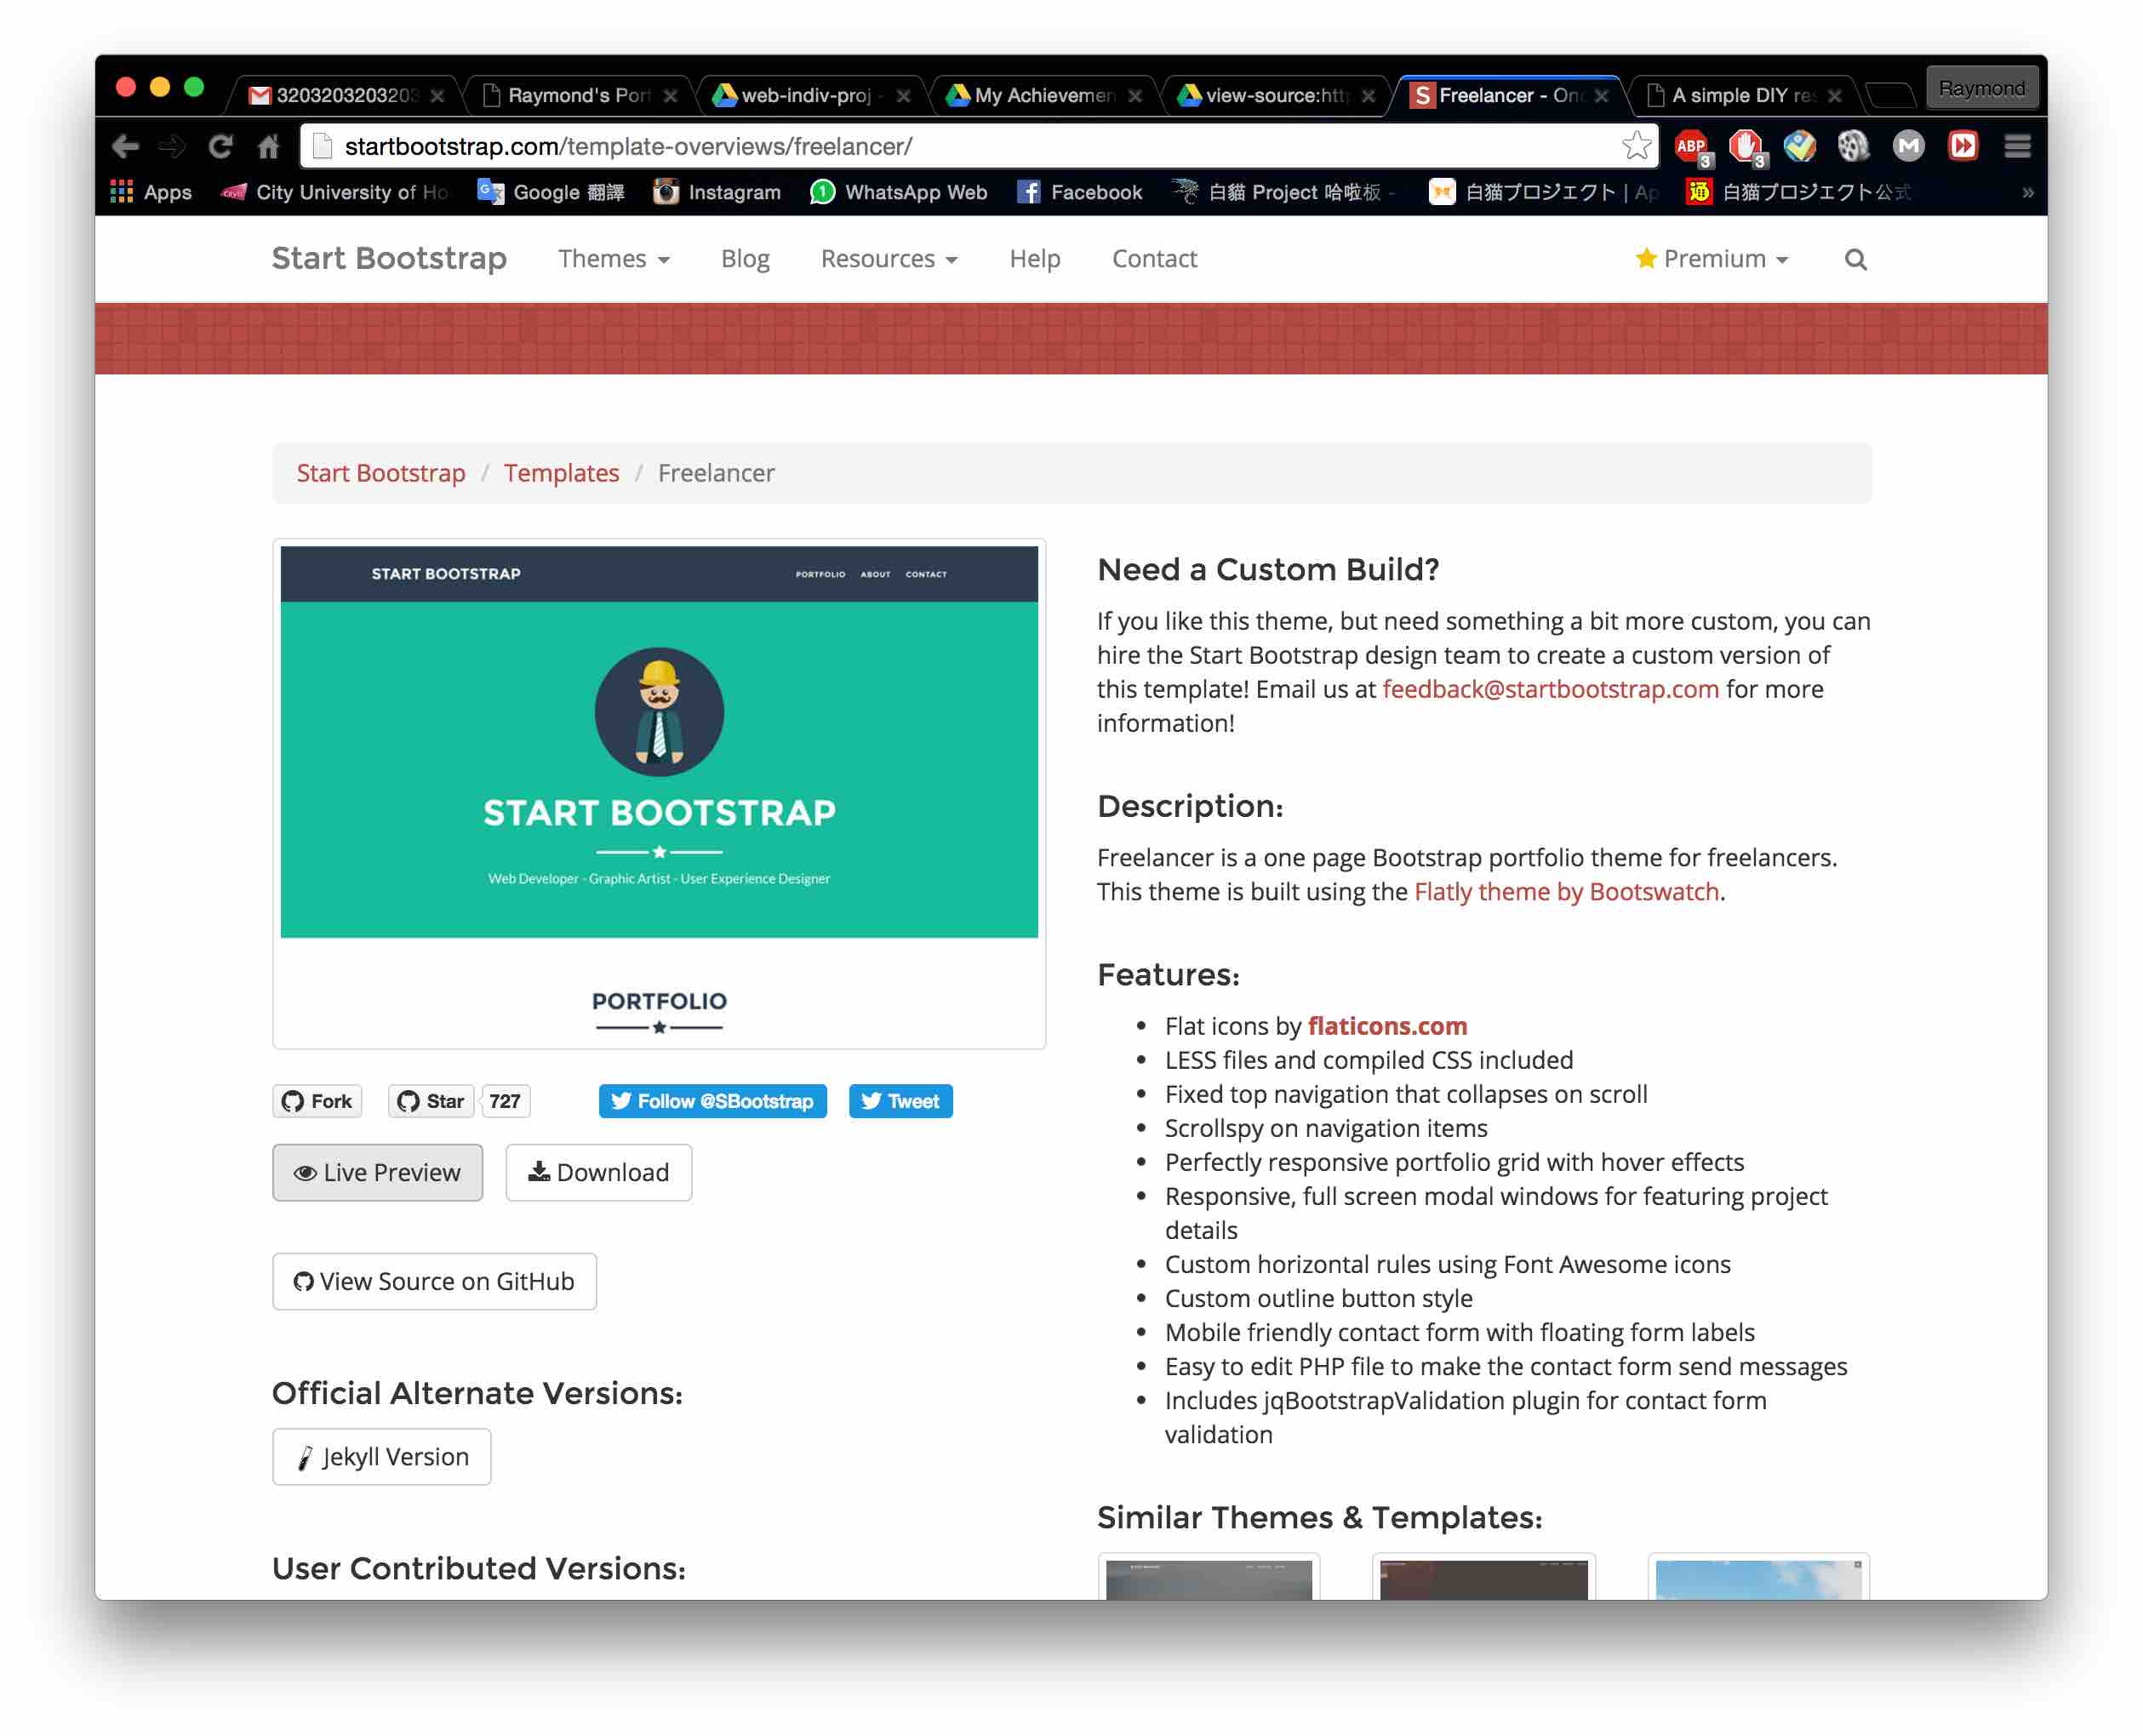 320320320320
Raymond's Port
web-indiv-proj -
My Achievemen
view-source:http
Freelancer - One
A simple DIY res
Raymond
startbootstrap.com/template-overviews/freelancer/
ABP
3
3
Apps
City University of Ho
Google 翻譯
Instagram
WhatsApp Web
Facebook
白貓 Project 哈啦板 -
白猫プロジェクト | Ap
白猫プロジェクト公式
Start Bootstrap
Themes
Blog
Resources
Help
Contact
Premium
Start Bootstrap / Templates / Freelancer
START BOOTSTRAP
PORTFOLIO ABOUT CONTACT
START BOOTSTRAP
Web Developer - Graphic Artist - User Experience Designer
PORTFOLIO
Fork
Star
727
Follow @SBootstrap
Tweet
Live Preview
Download
View Source on GitHub
Official Alternate Versions:
Jekyll Version
User Contributed Versions:
Need a Custom Build?
If you like this theme, but need something a bit more custom, you can
hire the Start Bootstrap design team to create a custom version of
this template! Email us at feedback@startbootstrap.com for more
information!
Description:
Freelancer is a one page Bootstrap portfolio theme for freelancers.
This theme is built using the Flatly theme by Bootswatch.
Features:
• Flat icons by flaticons.com
• LESS files and compiled CSS included
• Fixed top navigation that collapses on scroll
• Scrollspy on navigation items
• Perfectly responsive portfolio grid with hover effects
• Responsive, full screen modal windows for featuring project
details
• Custom horizontal rules using Font Awesome icons
• Custom outline button style
• Mobile friendly contact form with floating form labels
• Easy to edit PHP file to make the contact form send messages
• Includes jqBootstrapValidation plugin for contact form
validation
Similar Themes & Templates: